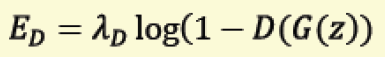 E_D = λ_D log(1 − D(G(z))